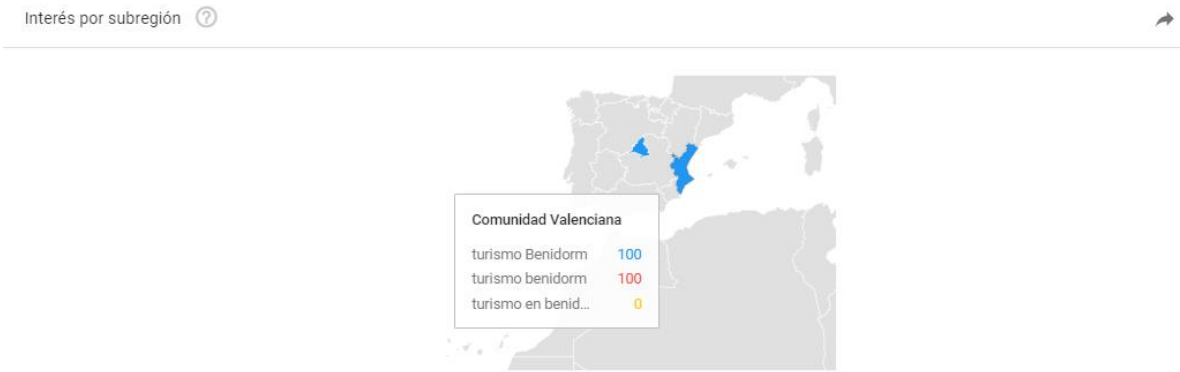 Interés por subregión ?
Comunidad Valenciana
turismo Benidorm 100
turismo benidorm 100
turismo en benid... 0